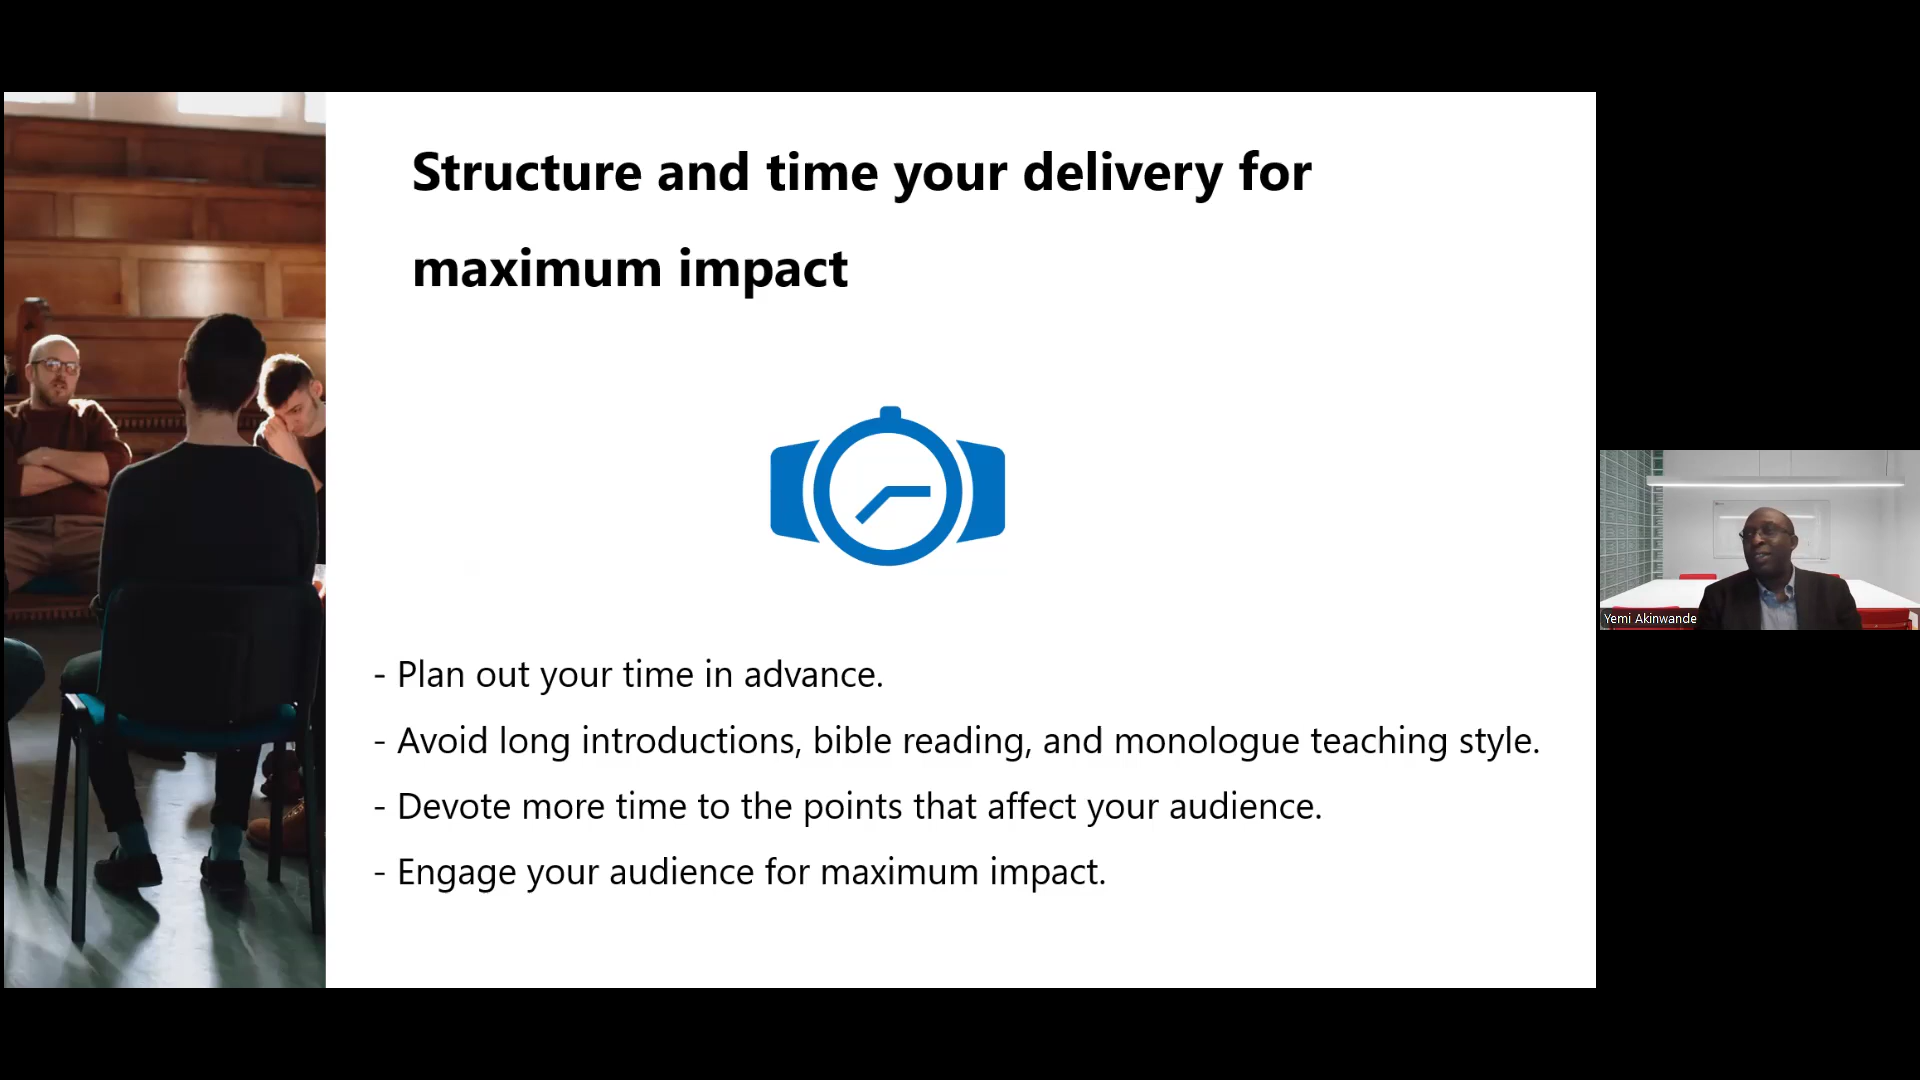 Structure and time your delivery for
maximum impact
- Plan out your time in advance.
- Avoid long introductions, bible reading, and monologue teaching style.
- Devote more time to the points that affect your audience.
- Engage your audience for maximum impact.
Yemi Akinwande